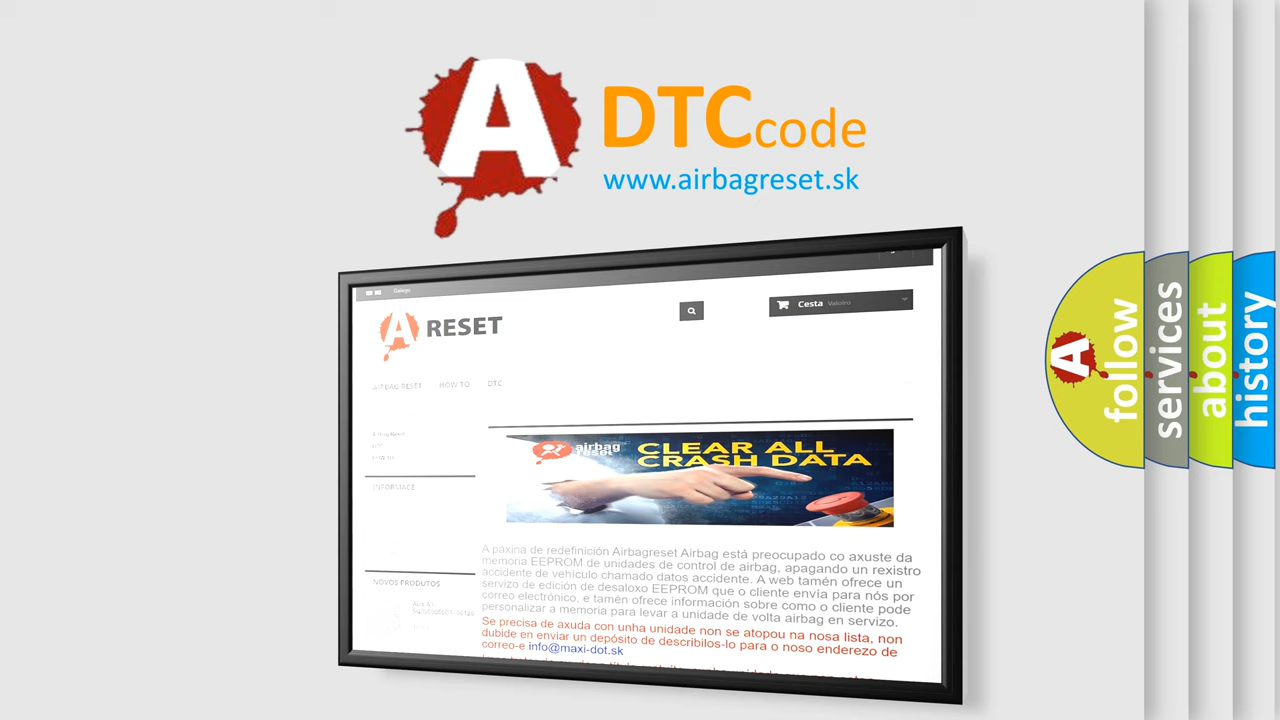 A
DTCcode
www.airbagreset.sk
Galego
A RESET
Cesta Valeiro
AIRBAG RESET HOW TO DTC
INFORMACE
NOVOS PRODUTOS
airbag
reset
CLEAR ALL
CRASH DATA
A páxina de redefinición Airbagreset Airbag está preocupado co axuste da
memoria EEPROM de unidades de control de airbag, apagando un rexistro
accidente de vehículo chamado datos accidente. A web tamén ofrece un
servizo de edición de desaloxo EEPROM que o cliente envía para nós por
correo electrónico, e tamén ofrece información sobre como o cliente pode
personalizar a memoria para levar a unidade de volta airbag en servizo.
Se precisa de axuda con unha unidade non se atopou na nosa lista, non
dubide en enviar un depósito de describilos-lo para o noso enderezo de
correo-e info@maxi-dot.sk
A
follow
services
about
history